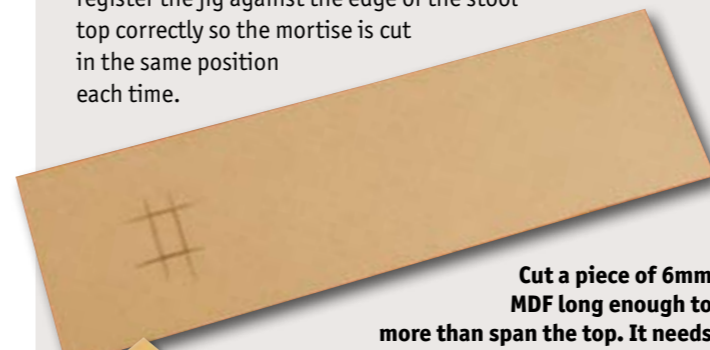 register the jig against the edge of the stool
top correctly so the mortise is cut
in the same position
each time.
Cut a piece of 6mm
MDF long enough to
more than span the top. It needs